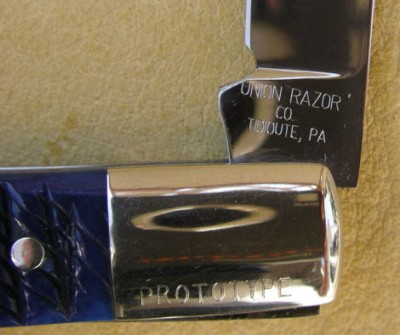 UNION RAZOR
CO.
TIDIOUTE, PA
PROTOTYPE